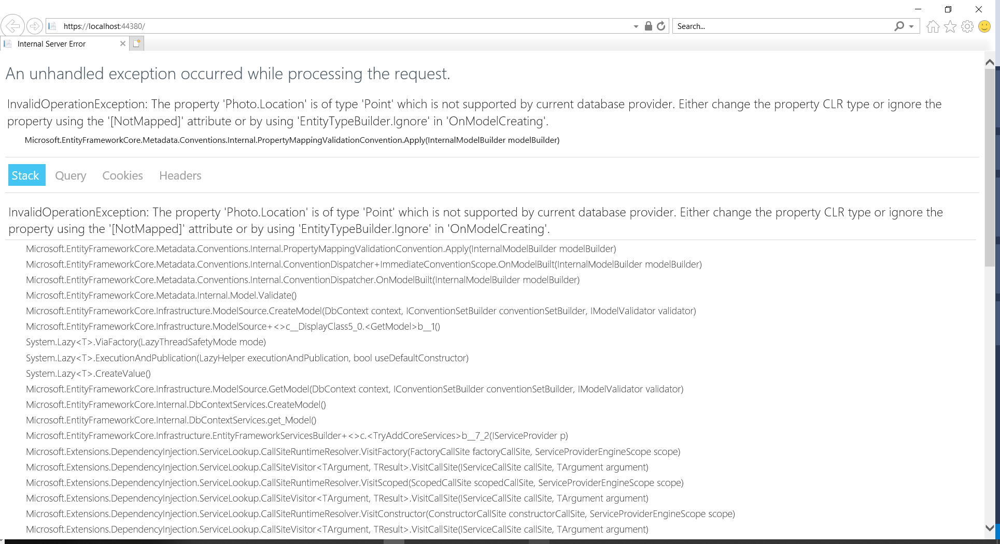 https://localhost:44380/
Search...
Internal Server Error
An unhandled exception occurred while processing the request.
InvalidOperationException: The property 'Photo.Location' is of type 'Point' which is not supported by current database provider. Either change the property CLR type or ignore the
property using the '[NotMapped]' attribute or by using 'EntityTypeBuilder.Ignore' in 'OnModelCreating'.
Microsoft.EntityFrameworkCore.Metadata.Conventions.Internal.PropertyMappingValidationConvention.Apply(InternalModelBuilder modelBuilder)
Stack Query Cookies Headers
InvalidOperationException: The property 'Photo.Location' is of type 'Point' which is not supported by current database provider. Either change the property CLR type or ignore the
property using the '[NotMapped]' attribute or by using 'EntityTypeBuilder.Ignore' in 'OnModelCreating'.
Microsoft.EntityFrameworkCore.Metadata.Conventions.Internal.PropertyMappingValidationConvention.Apply(InternalModelBuilder modelBuilder)
Microsoft.EntityFrameworkCore.Metadata.Conventions.Internal.ConventionDispatcher+ImmediateConventionScope.OnModelBuilt(InternalModelBuilder modelBuilder)
Microsoft.EntityFrameworkCore.Metadata.Conventions.Internal.ConventionDispatcher.OnModelBuilt(InternalModelBuilder modelBuilder)
Microsoft.EntityFrameworkCore.Metadata.Internal.Model.Validate()
Microsoft.EntityFrameworkCore.Infrastructure.ModelSource.CreateModel(DbContext context, IConventionSetBuilder conventionSetBuilder, IModelValidator validator)
Microsoft.EntityFrameworkCore.Infrastructure.ModelSource+<>c__DisplayClass5_0.<GetModel>b__1()
System.Lazy<T>.ViaFactory(LazyThreadSafetyMode mode)
System.Lazy<T>.ExecutionAndPublication(LazyHelper executionAndPublication, bool useDefaultConstructor)
System.Lazy<T>.CreateValue()
Microsoft.EntityFrameworkCore.Infrastructure.ModelSource.GetModel(DbContext context, IConventionSetBuilder conventionSetBuilder, IModelValidator validator)
Microsoft.EntityFrameworkCore.Internal.DbContextServices.CreateModel()
Microsoft.EntityFrameworkCore.Internal.DbContextServices.get_Model()
Microsoft.EntityFrameworkCore.Infrastructure.EntityFrameworkServicesBuilder+<>c.<TryAddCoreServices>b__7_2(IServiceProvider p)
Microsoft.Extensions.DependencyInjection.ServiceLookup.CallSiteRuntimeResolver.VisitFactory(FactoryCallSite factoryCallSite, ServiceProviderEngineScope scope)
Microsoft.Extensions.DependencyInjection.ServiceLookup.CallSiteVisitor<TArgument, TResult>.VisitCallSite(IServiceCallSite callSite, TArgument argument)
Microsoft.Extensions.DependencyInjection.ServiceLookup.CallSiteRuntimeResolver.VisitScoped(ScopedCallSite scopedCallSite, ServiceProviderEngineScope scope)
Microsoft.Extensions.DependencyInjection.ServiceLookup.CallSiteVisitor<TArgument, TResult>.VisitCallSite(IServiceCallSite callSite, TArgument argument)
Microsoft.Extensions.DependencyInjection.ServiceLookup.CallSiteRuntimeResolver.VisitConstructor(ConstructorCallSite constructorCallSite, ServiceProviderEngineScope scope)
Microsoft.Extensions.DependencyInjection.ServiceLookup.CallSiteVisitor<TArgument, TResult>.VisitCallSite(IServiceCallSite callSite, TArgument argument)